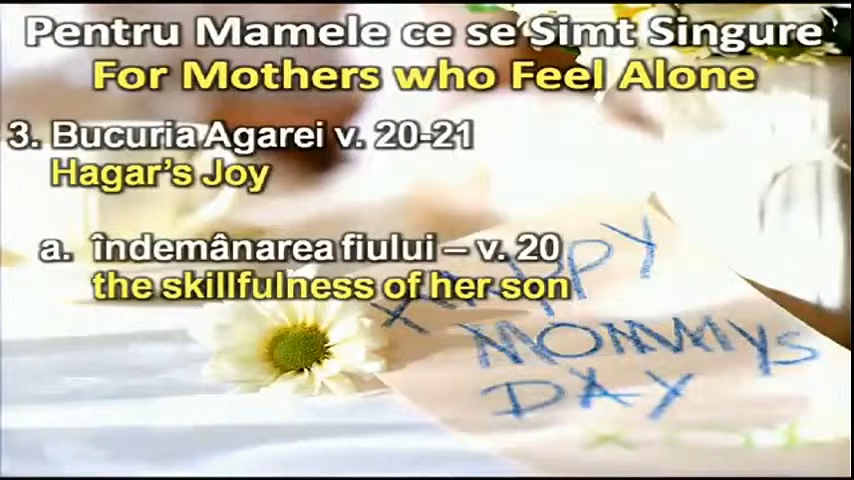 Pentru Mamele ce se Simt Singure
For Mothers who Feel Alone
3. Bucuria Agarei v. 20-21
Hagar's Joy
a. îndemânarea fiului – v. 20
the skillfulness of her son
HAPPY
MOMMYS
DAY